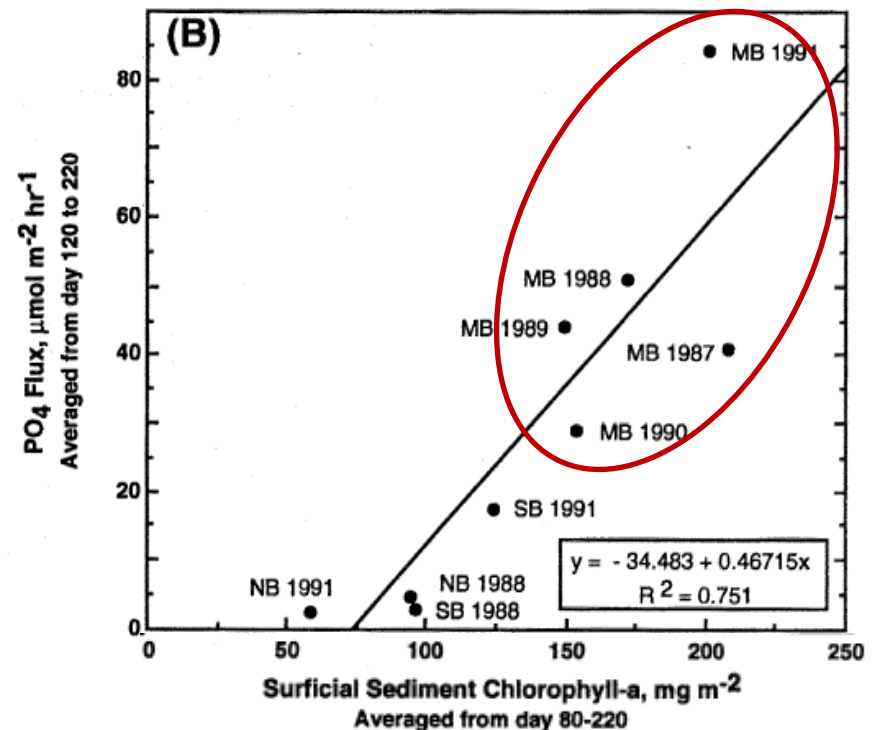 (B)
PO4 Flux, µmol m-2 hr-1
Averaged from day 120 to 220
80
60
40
20
0
MB 1991
MB 1988
MB 1989
MB 1987
MB 1990
SB 1991
NB 1991
NB 1988
SB 1988
y = - 34.483 + 0.46715x
R 2 = 0.751
0 50 100 150 200 250
Surficial Sediment Chlorophyll-a, mg m-2
Averaged from day 80-220